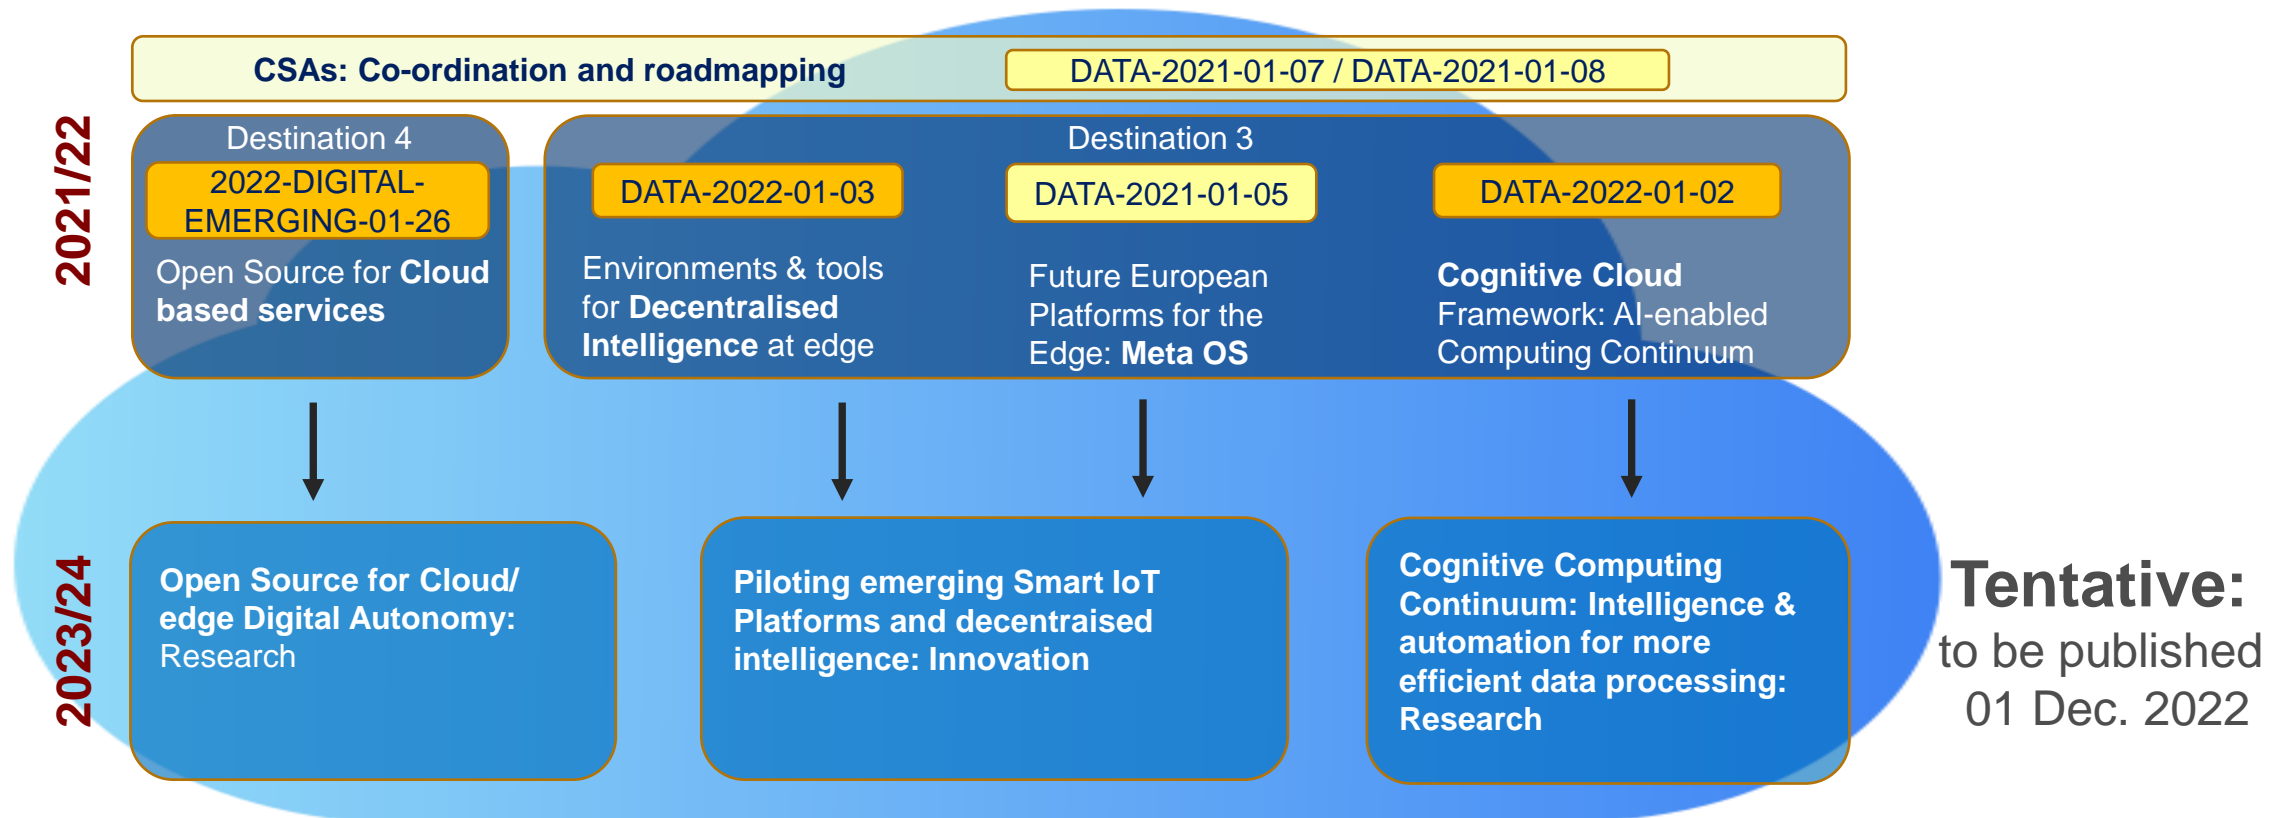 CSAs: Co-ordination and roadmapping
DATA-2021-01-07 / DATA-2021-01-08
2021/22
Destination 4
2022-DIGITAL-
EMERGING-01-26
Open Source for Cloud
based services
Destination 3
DATA-2022-01-03
Environments & tools
for Decentralised
Intelligence at edge
DATA-2021-01-05
Future European
Platforms for the
Edge: Meta OS
DATA-2022-01-02
Cognitive Cloud
Framework: AI-enabled
Computing Continuum
2023/24
Open Source for Cloud/
edge Digital Autonomy:
Research
Piloting emerging Smart IoT
Platforms and decentraised
intelligence: Innovation
Cognitive Computing
Continuum: Intelligence &
automation for more
efficient data processing:
Research
Tentative:
to be published
01 Dec. 2022